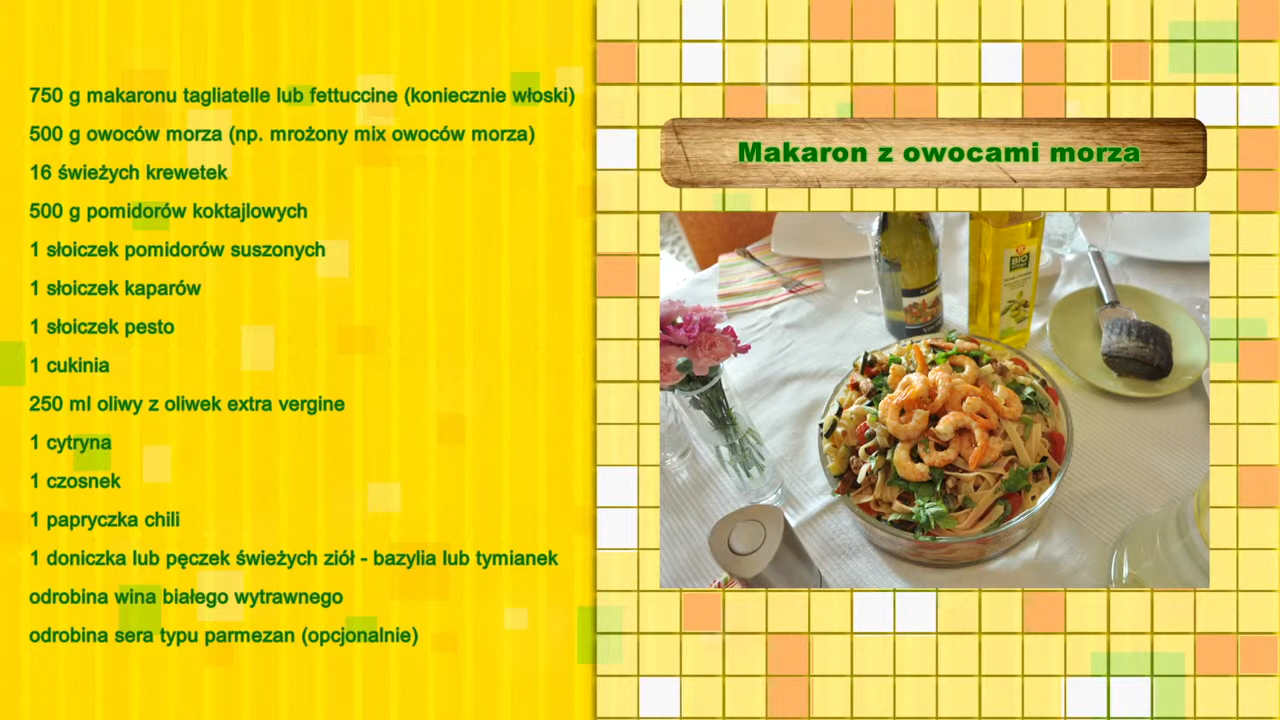 750 g makaronu tagliatelle lub fettuccine (koniecznie włoski)
500 g owoców morza (np. mrożony mix owoców morza)
16 świeżych krewetek
500 g pomidorów koktajlowych
1 słoiczek pomidorów suszonych
1 słoiczek kaparów
1 słoiczek pesto
1 cukinia
250 ml oliwy z oliwek extra vergine
1 cytryna
1 czosnek
1 papryczka chili
1 doniczka lub pęczek świeżych ziół - bazylia lub tymianek
odrobina wina białego wytrawnego
odrobina sera typu parmezan (opcjonalnie)
Makaron z owocami morza
BIO